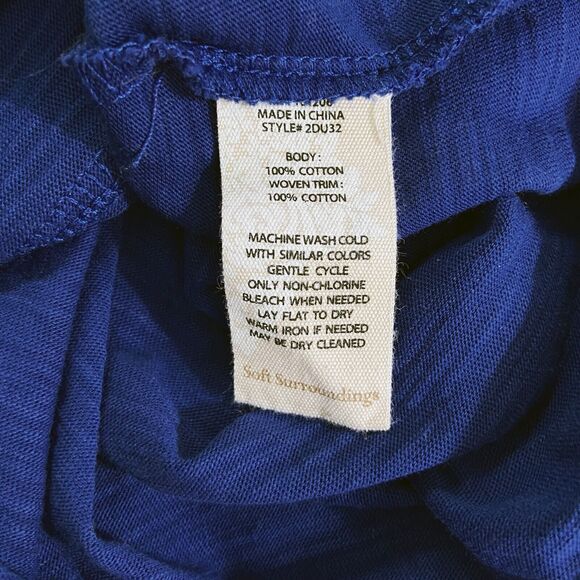 1206
MADE IN CHINA
STYLE# 2DU32
BODY:
100% COTTON
WOVEN TRIM:
100% COTTON
MACHINE WASH COLD
WITH SIMILAR COLORS
GENTLE CYCLE
ONLY NON-CHLORINE
BLEACH WHEN NEEDED
LAY FLAT TO DRY
WARM IRON IF NEEDED
MAY BE DRY CLEANED
Soft Surroundings